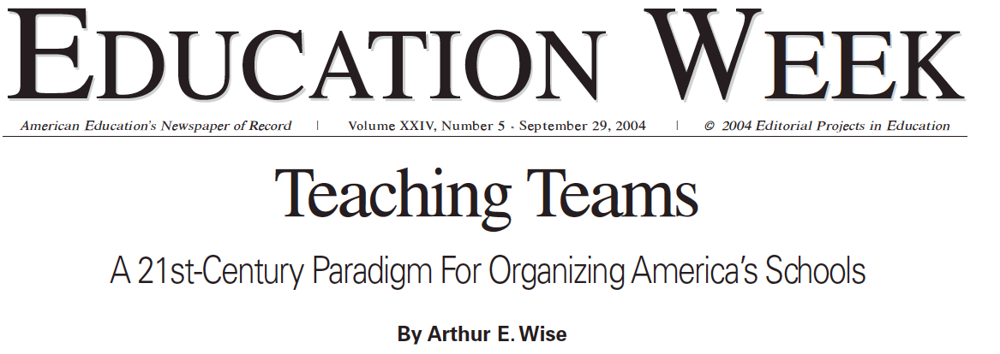 EDUCATION WEEK
American Education's Newspaper of Record | Volume XXIV, Number 5 - September 29, 2004 | © 2004 Editorial Projects in Education
Teaching Teams
A 21st-Century Paradigm For Organizing America's Schools
By Arthur E. Wise